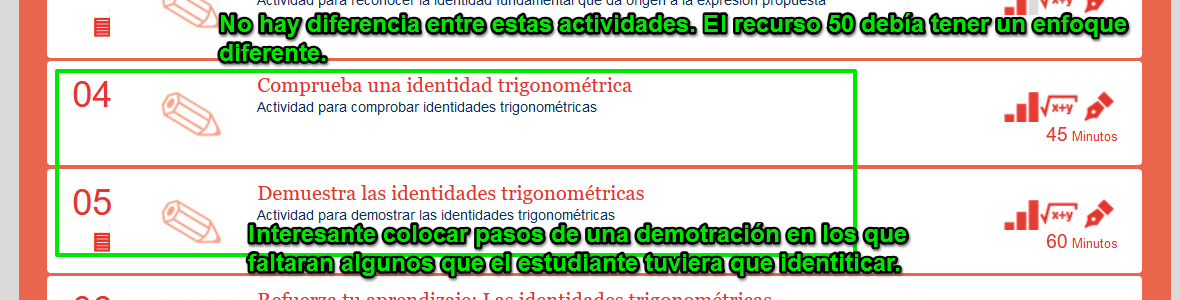 Actividad para reconocer la identidad fundamental que da origen a la expresión propuesta
No hay diferencia entre estas actividades. El recurso 50 debía tener un enfoque
diferente.
04
Comprueba una identidad trigonométrica
Actividad para comprobar identidades trigonométricas
√x+y
45 Minutos
05
Demuestra las identidades trigonométricas
Actividad para demostrar las identidades trigonométricas
√x+y
60 Minutos
Interesante colocar pasos de una demotración en los que
faltaran algunos que el estudiante tuviera que identiticar.
Refuerza tu aprendizaje: Las identidades trigonométricas